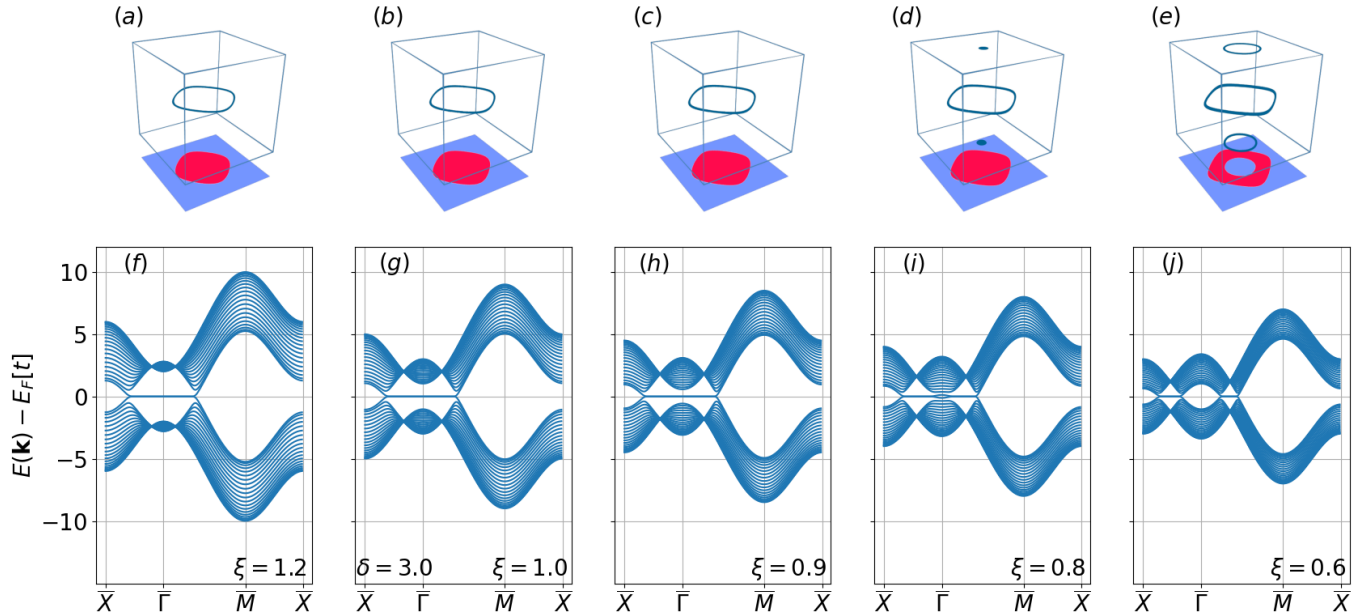 (a) (b) (c) (d) (e)
(f) (g) (h) (i) (j)
10
5
0
−5
−10
E(𝐤) − E_F[t]
ξ = 1.2
δ = 3.0 ξ = 1.0
ξ = 0.9
ξ = 0.8
ξ = 0.6
X̅ Γ̅ M̅ X̅
X̅ Γ̅ M̅ X̅
X̅ Γ̅ M̅ X̅
X̅ Γ̅ M̅ X̅
X̅ Γ̅ M̅ X̅